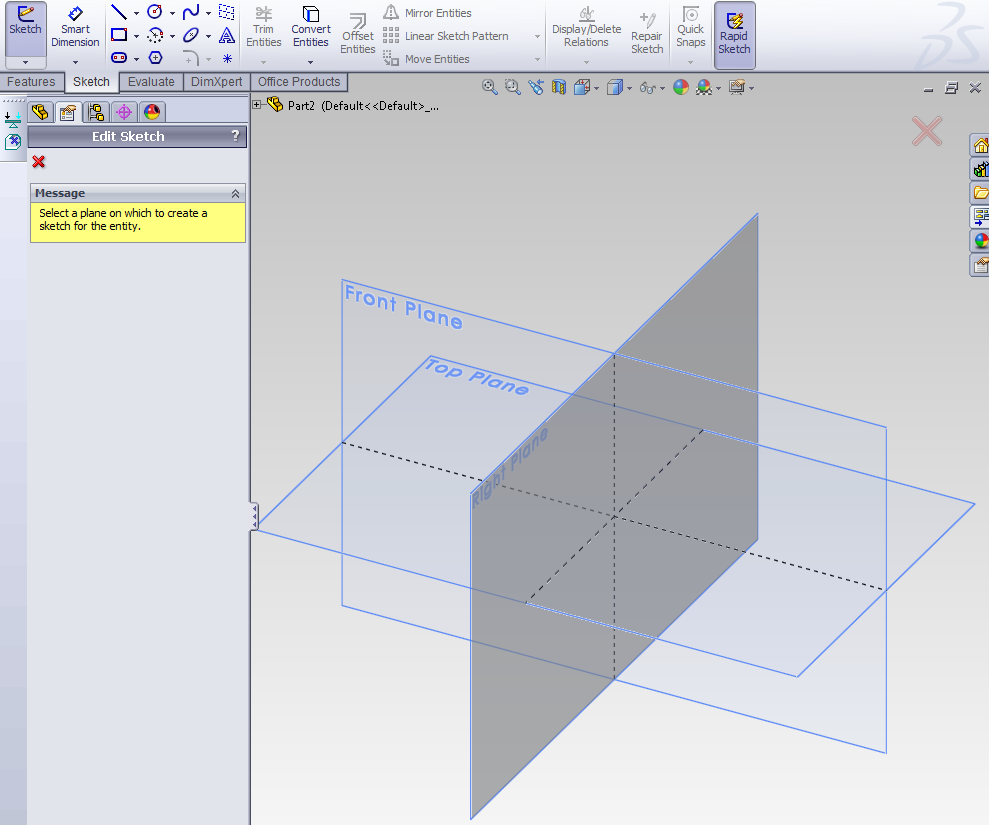 Sketch
Smart
Dimension
Trim
Entities
Convert
Entities
Offset
Entities
Mirror Entities
Linear Sketch Pattern
Move Entities
Display/Delete
Relations
Repair
Sketch
Quick
Snaps
Rapid
Sketch
Features
Sketch
Evaluate
DimXpert
Office Products
Part2 (Default<<Default>_...
Edit Sketch
?
Message
Select a plane on which to create a
sketch for the entity.
Front Plane
Top Plane
Right Plane